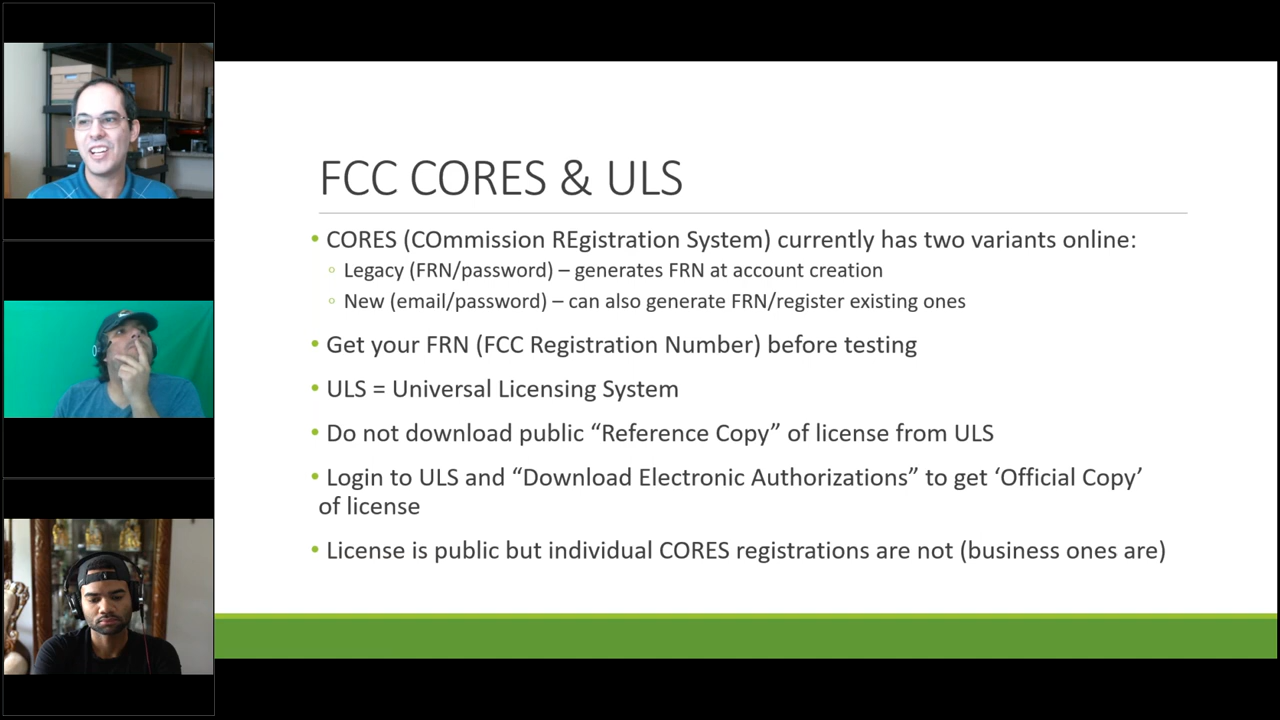 FCC CORES & ULS
• CORES (COmmission REgistration System) currently has two variants online:
◦ Legacy (FRN/password) – generates FRN at account creation
◦ New (email/password) – can also generate FRN/register existing ones
• Get your FRN (FCC Registration Number) before testing
• ULS = Universal Licensing System
• Do not download public “Reference Copy” of license from ULS
• Login to ULS and “Download Electronic Authorizations” to get ‘Official Copy’
of license
• License is public but individual CORES registrations are not (business ones are)